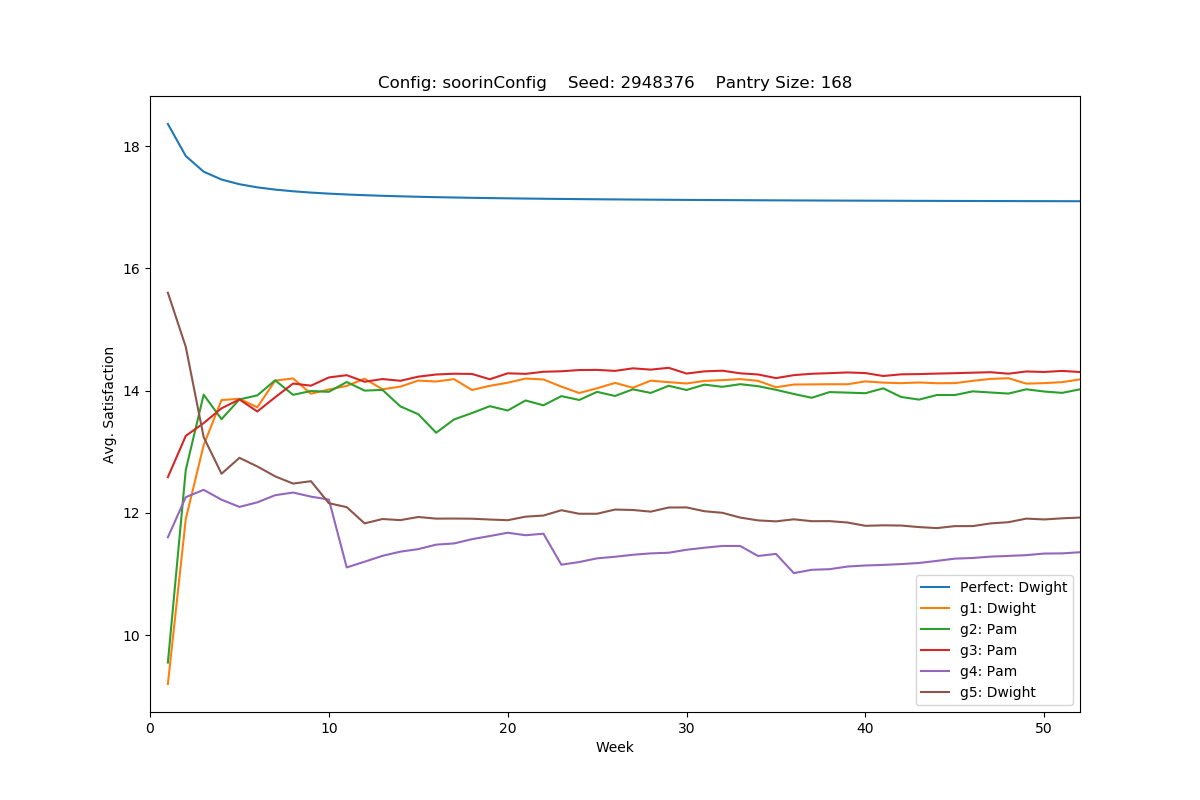 Config: soorinConfig    Seed: 2948376    Pantry Size: 168
18
16
14
12
10
Avg. Satisfaction
0 10 20 30 40 50
Week
Perfect: Dwight
g1: Dwight
g2: Pam
g3: Pam
g4: Pam
g5: Dwight